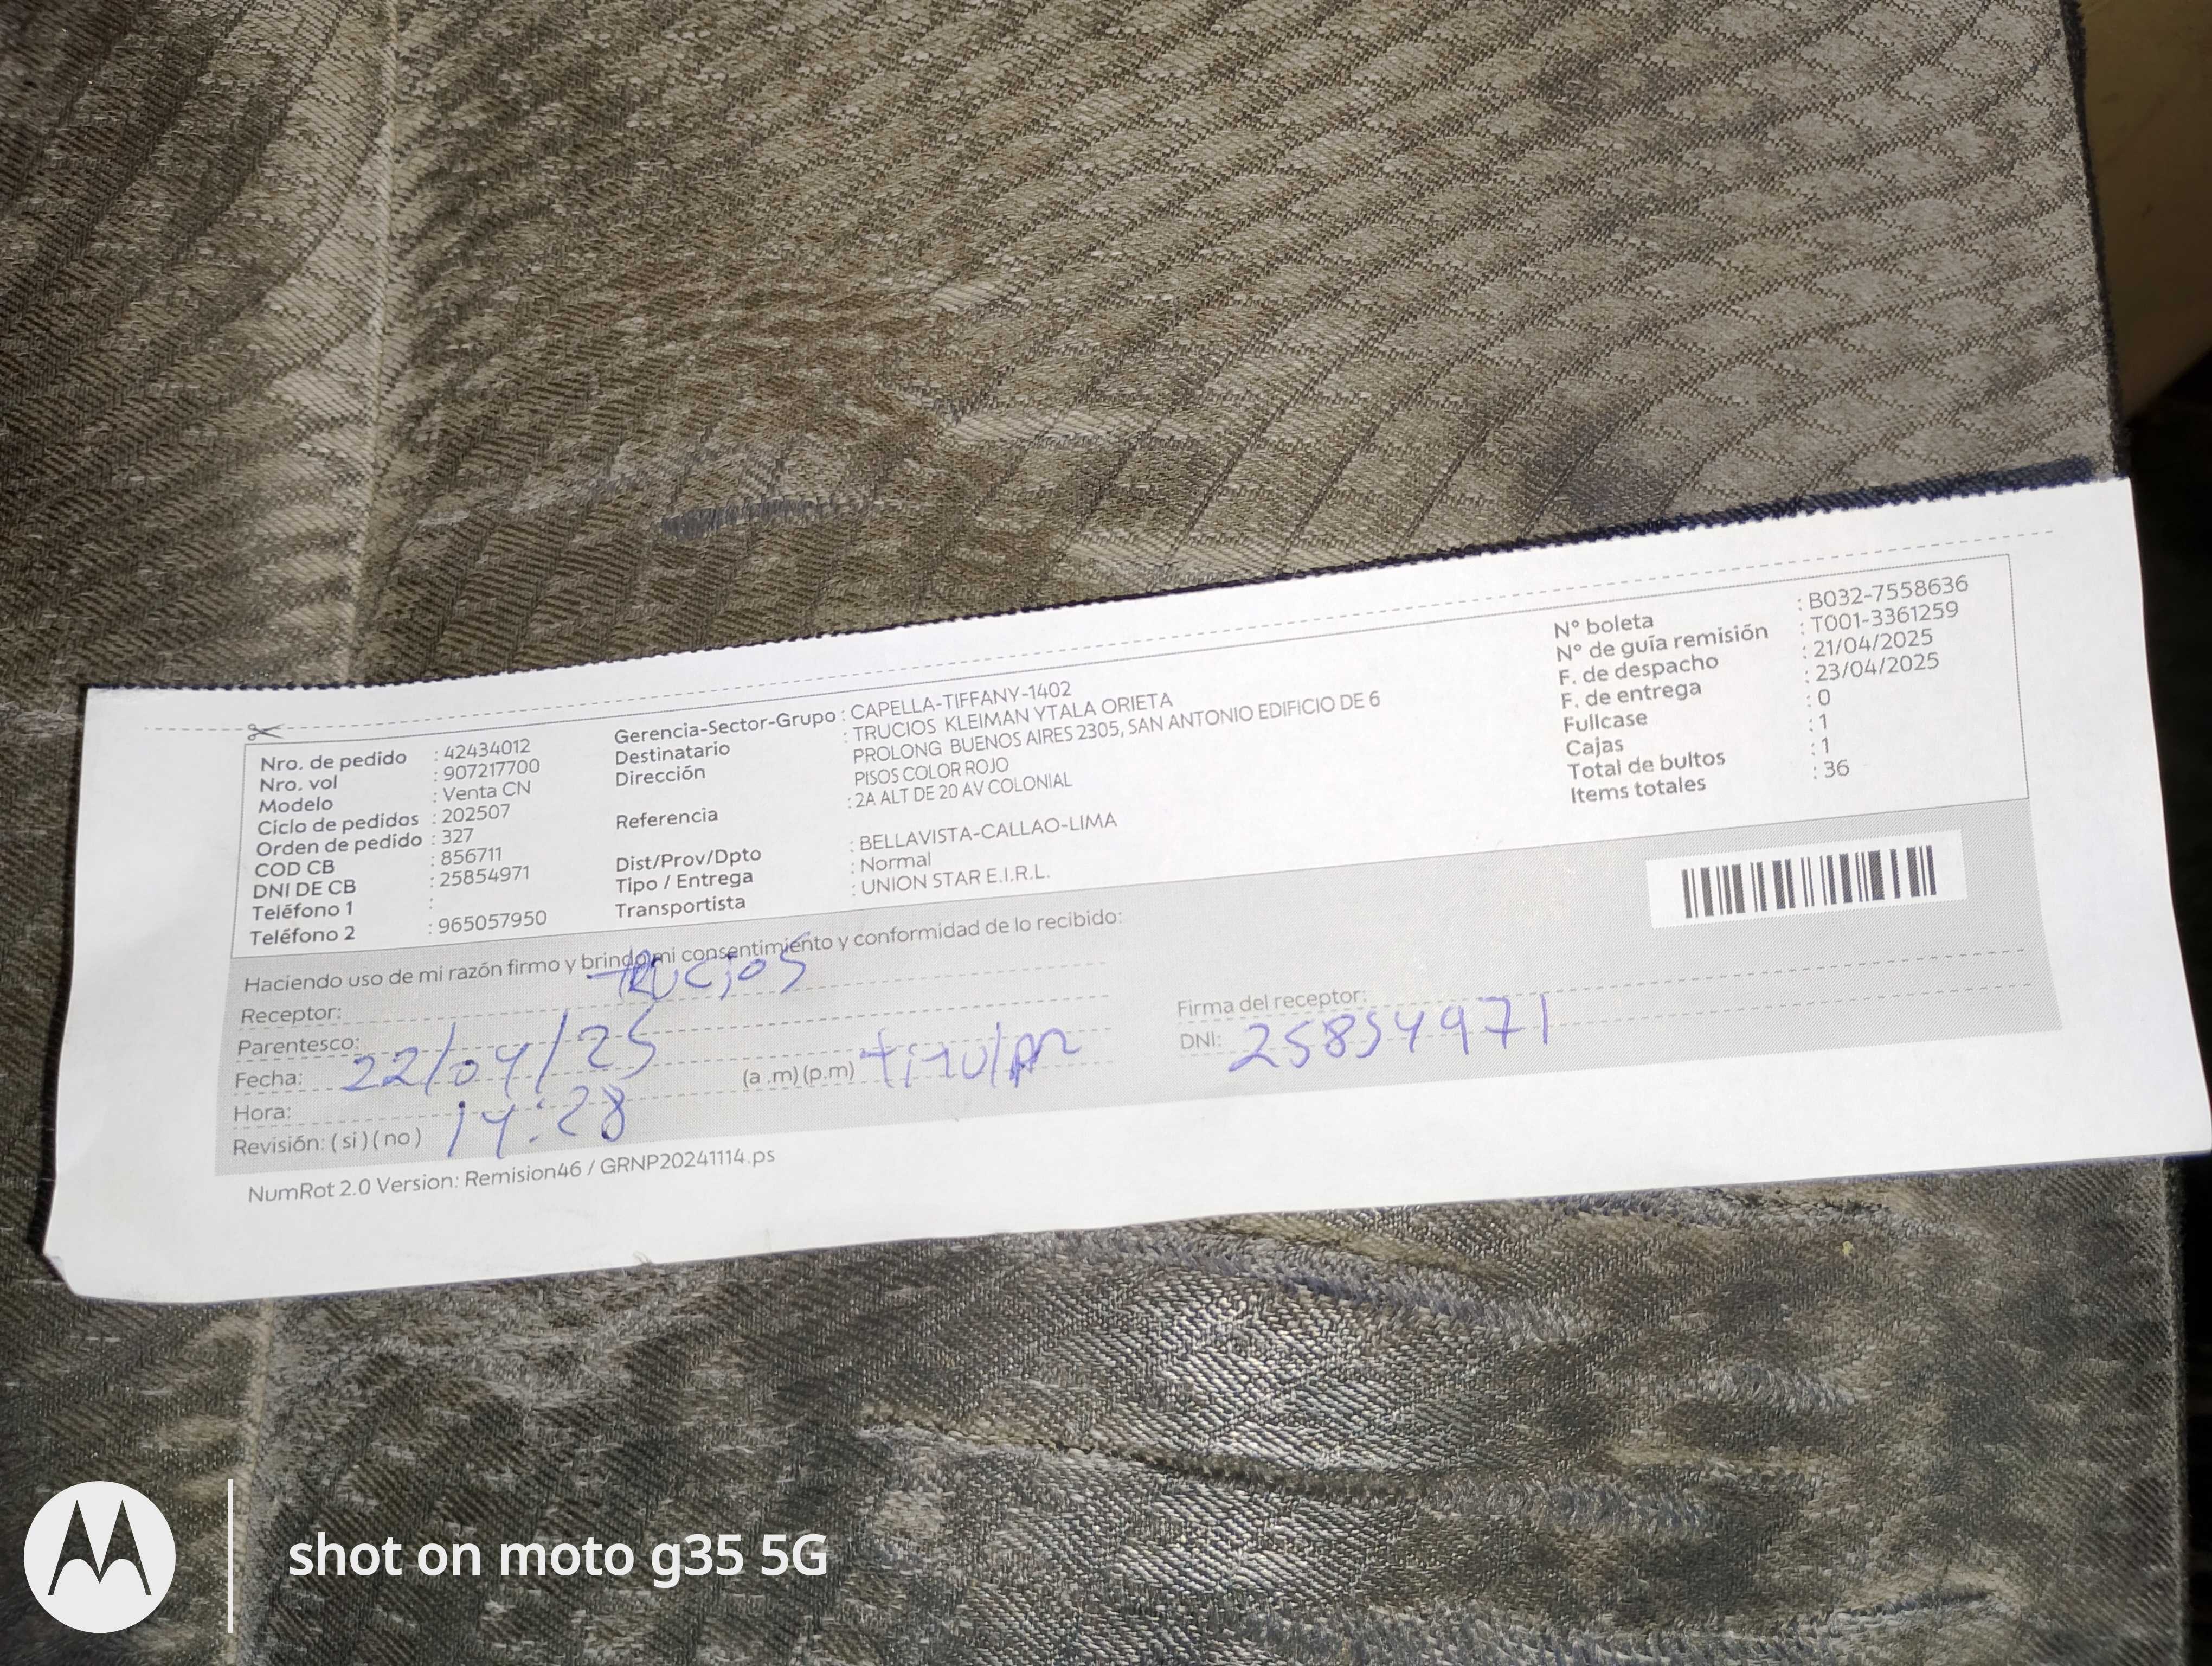 Nro. de pedido : 42434012
Nro. vol : 907217700
Modelo : Venta CN
Ciclo de pedidos : 202507
Orden de pedido : 327
COD CB : 856711
DNI DE CB : 25854971
Teléfono 1 :
Teléfono 2 : 965057950
Gerencia-Sector-Grupo : CAPELLA-TIFFANY-1402
Destinatario : TRUCIOS KLEIMAN YTALA ORIETA
Dirección PROLONG BUENOS AIRES 2305, SAN ANTONIO EDIFICIO DE 6
PISOS COLOR ROJO
Referencia : 2A ALT DE 20 AV COLONIAL
Dist/Prov/Dpto : BELLAVISTA-CALLAO-LIMA
Tipo / Entrega : Normal
Transportista : UNION STAR E.I.R.L.
N° boleta : B032-7558636
N° de guía remisión : T001-3361259
F. de despacho : 21/04/2025
F. de entrega : 23/04/2025
Fullcase : 0
Cajas : 1
Total de bultos : 1
Items totales : 36
Haciendo uso de mi razón firmo y brindo mi consentimiento y conformidad de lo recibido:
Receptor: TRUCIOS
Parentesco:
Fecha: 22/04/25
(a .m) (p.m) titular
Hora:
Revisión: ( si ) ( no ) 14:28
Firma del receptor:
DNI: 25854971
NumRot 2.0 Version: Remision46 / GRNP20241114.ps
shot on moto g35 5G